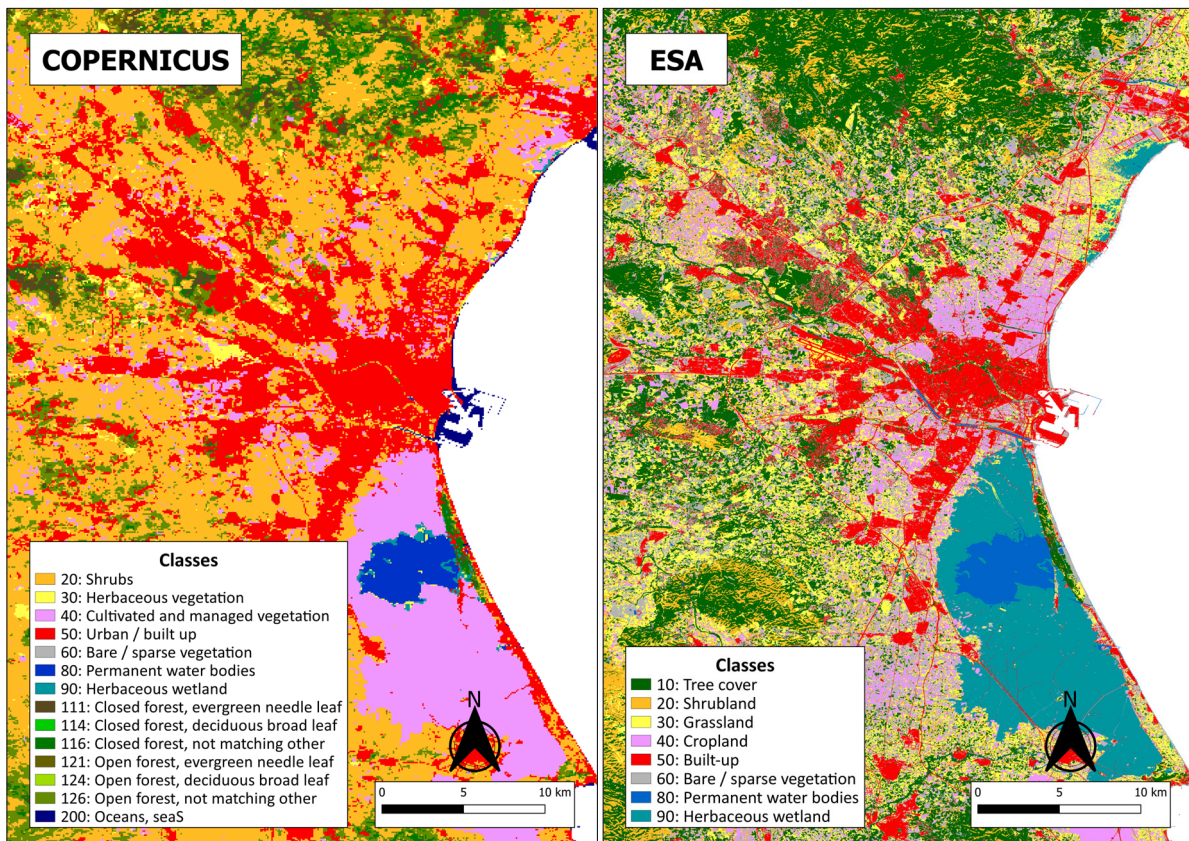 COPERNICUS
Classes
20: Shrubs
30: Herbaceous vegetation
40: Cultivated and managed vegetation
50: Urban / built up
60: Bare / sparse vegetation
80: Permanent water bodies
90: Herbaceous wetland
111: Closed forest, evergreen needle leaf
114: Closed forest, deciduous broad leaf
116: Closed forest, not matching other
121: Open forest, evergreen needle leaf
124: Open forest, deciduous broad leaf
126: Open forest, not matching other
200: Oceans, seaS
N
0 5 10 km
ESA
Classes
10: Tree cover
20: Shrubland
30: Grassland
40: Cropland
50: Built-up
60: Bare / sparse vegetation
80: Permanent water bodies
90: Herbaceous wetland
N
0 5 10 km